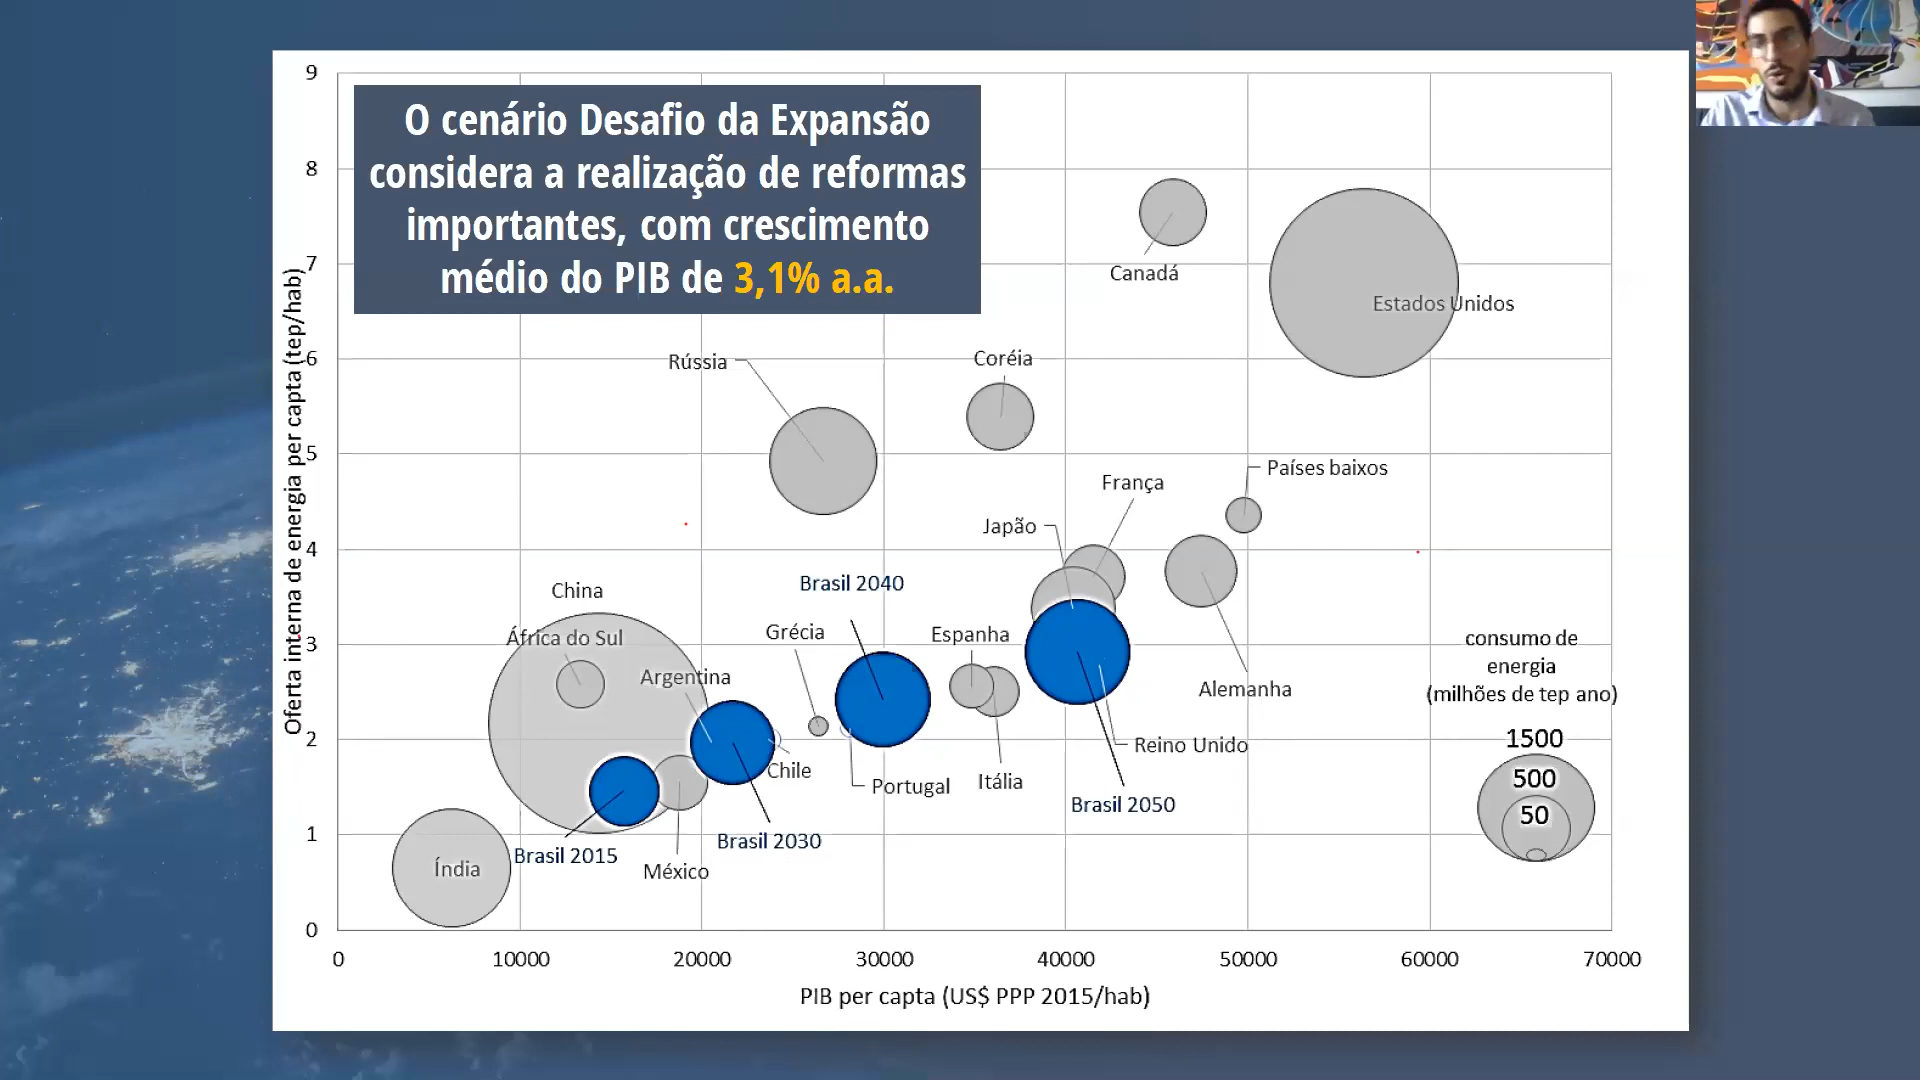 O cenário Desafio da Expansão
considera a realização de reformas
importantes, com crescimento
médio do PIB de 3,1% a.a.
Oferta interna de energia per capta (tep/hab)
9
8
7
6
5
4
3
2
1
0
Canadá
Estados Unidos
Rússia
Coréia
Países baixos
França
Japão
China
Brasil 2040
África do Sul
Grécia
Espanha
Argentina
Alemanha
Reino Unido
Chile
Portugal
Itália
Brasil 2050
Brasil 2030
Brasil 2015
México
Índia
consumo de
energia
(milhões de tep ano)
1500
500
50
0
10000
20000
30000
40000
50000
60000
70000
PIB per capta (US$ PPP 2015/hab)